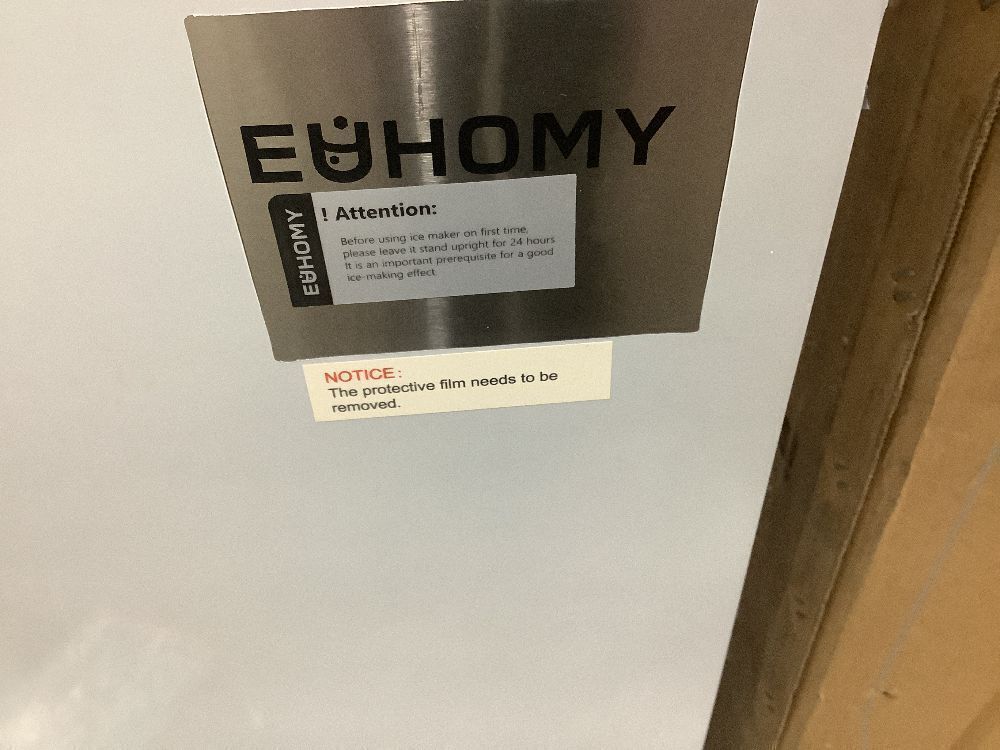 EUHOMY
EUHOMY
! Attention:
Before using ice maker on first time,
please leave it stand upright for 24 hours
It is an important prerequisite for a good
ice-making effect
NOTICE:
The protective film needs to be
removed.